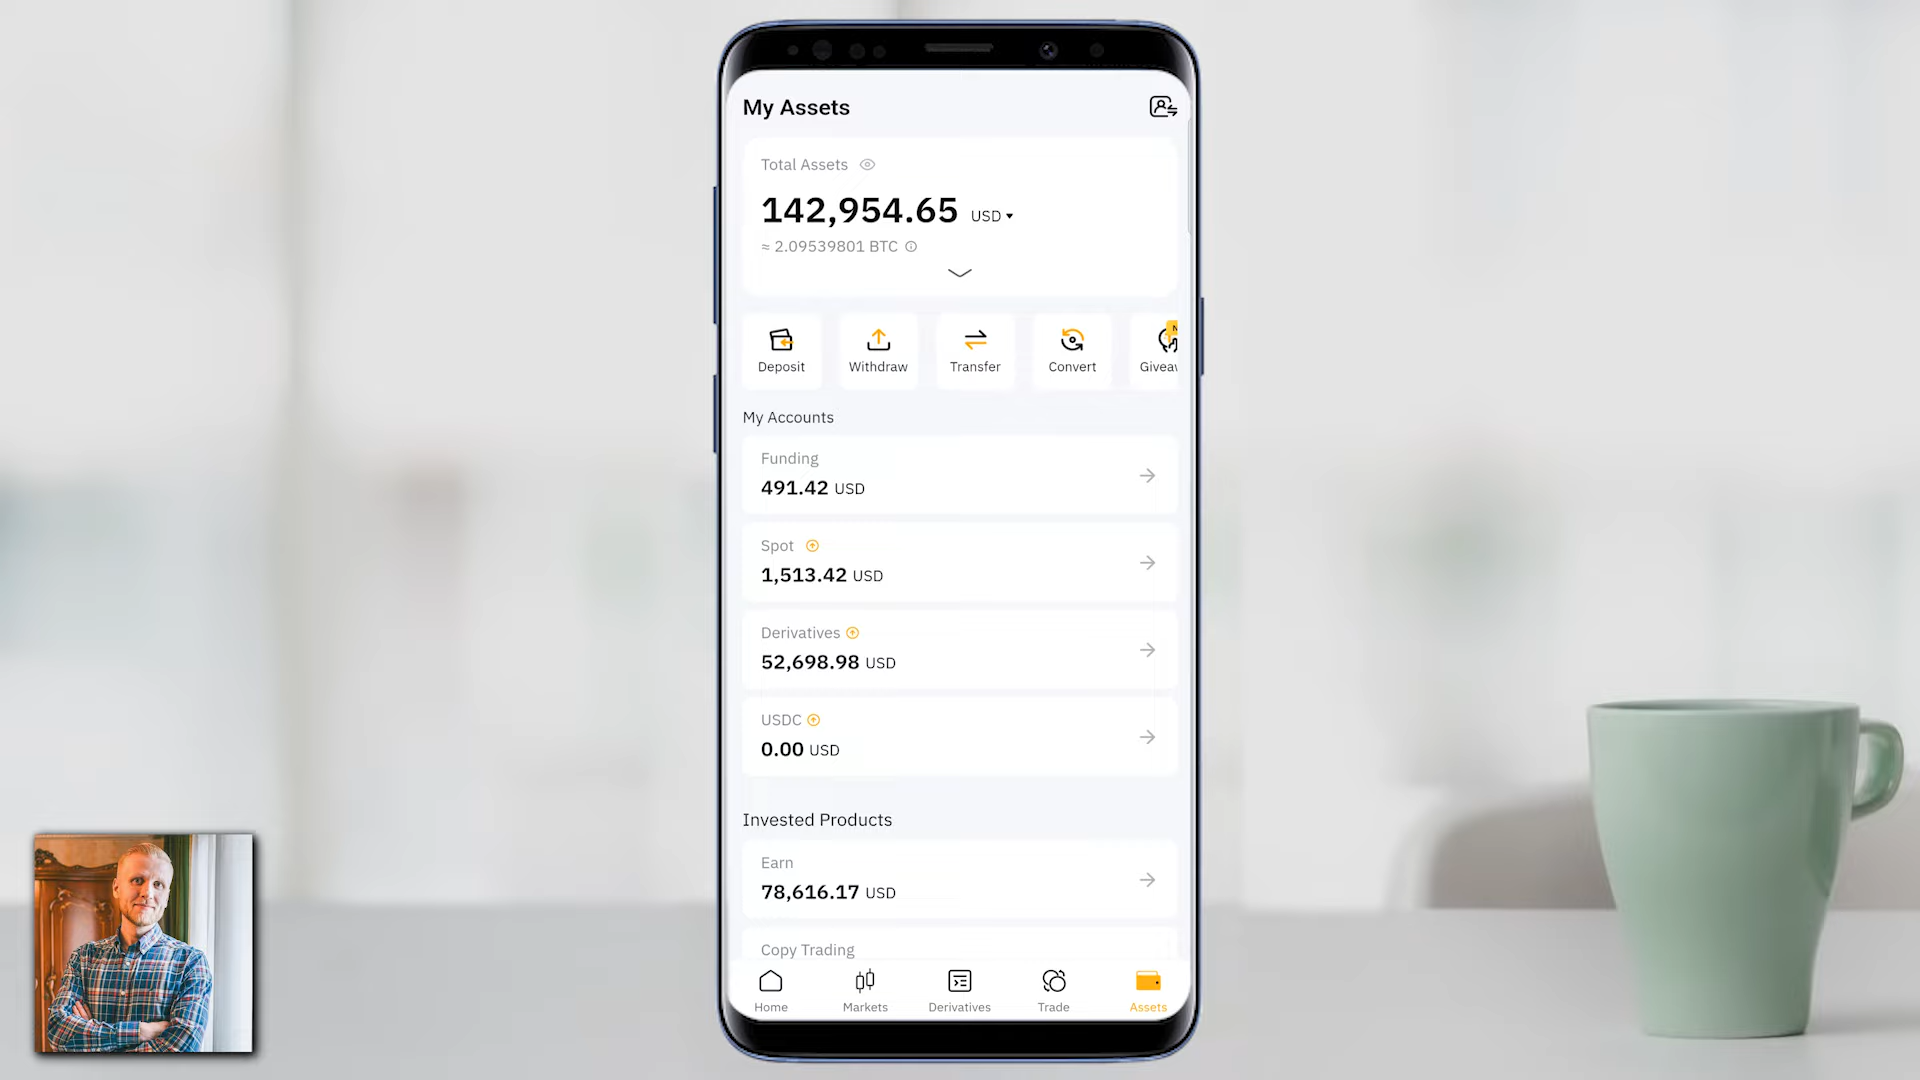 My Assets
Total Assets
142,954.65 USD
≈ 2.09539801 BTC
N
Deposit
Withdraw
Transfer
Convert
Giveaw
My Accounts
Funding
491.42 USD
Spot
1,513.42 USD
Derivatives
52,698.98 USD
USDC
0.00 USD
Invested Products
Earn
78,616.17 USD
Copy Trading
Home
Markets
Derivatives
Trade
Assets